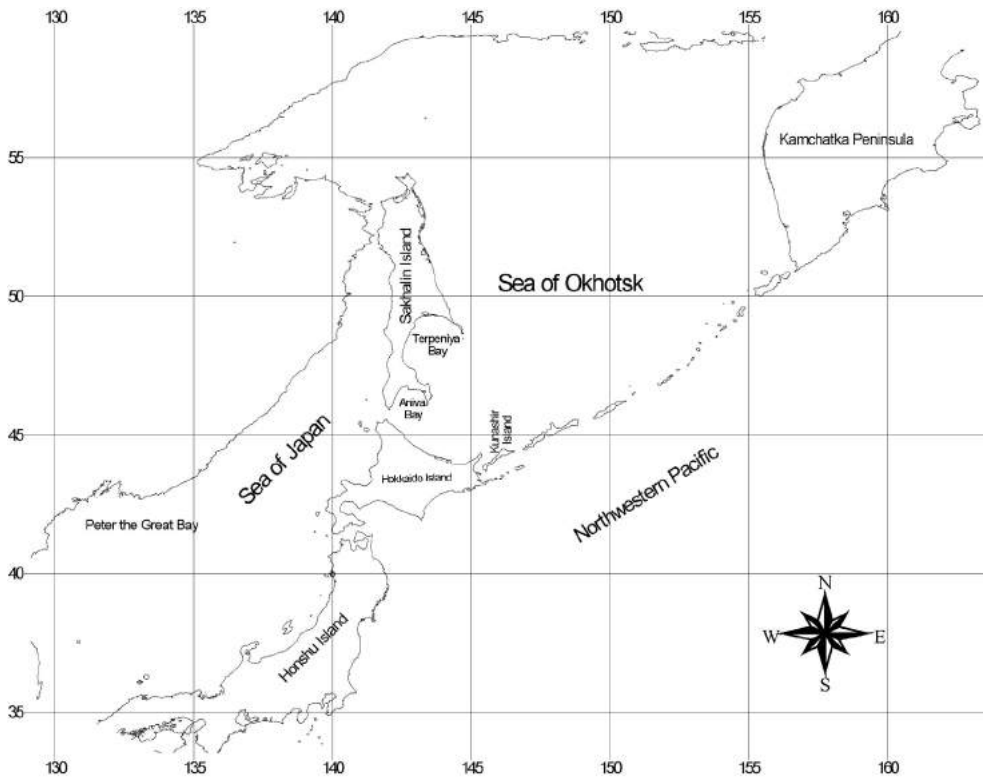 130 135 140 145 150 155 160
Kamchatka Peninsula
55
Sakhalin Island
Sea of Okhotsk
50
Terpeniya
Bay
Aniva
Bay
Kunashir
Island
45
Sea of Japan
Hokkaido Island
Northwestern Pacific
Peter the Great Bay
40
N
W E
S
Honshu Island
35
130 135 140 145 150 155 160